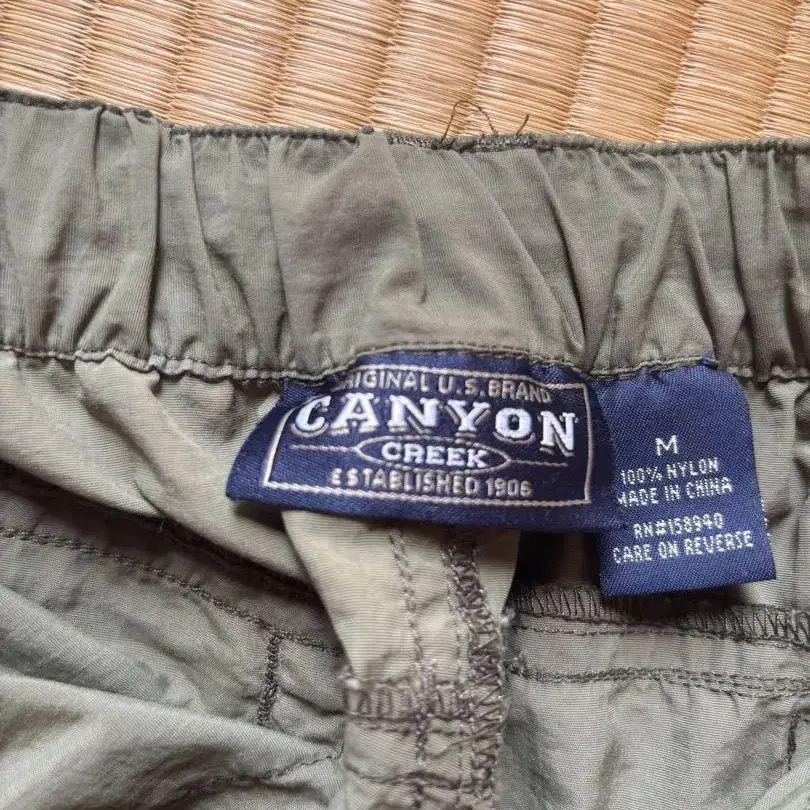 ORIGINAL U.S. BRAND
CANYON
CREEK
ESTABLISHED 1906
M
100% NYLON
MADE IN CHINA
RN#158940
CARE ON REVERSE